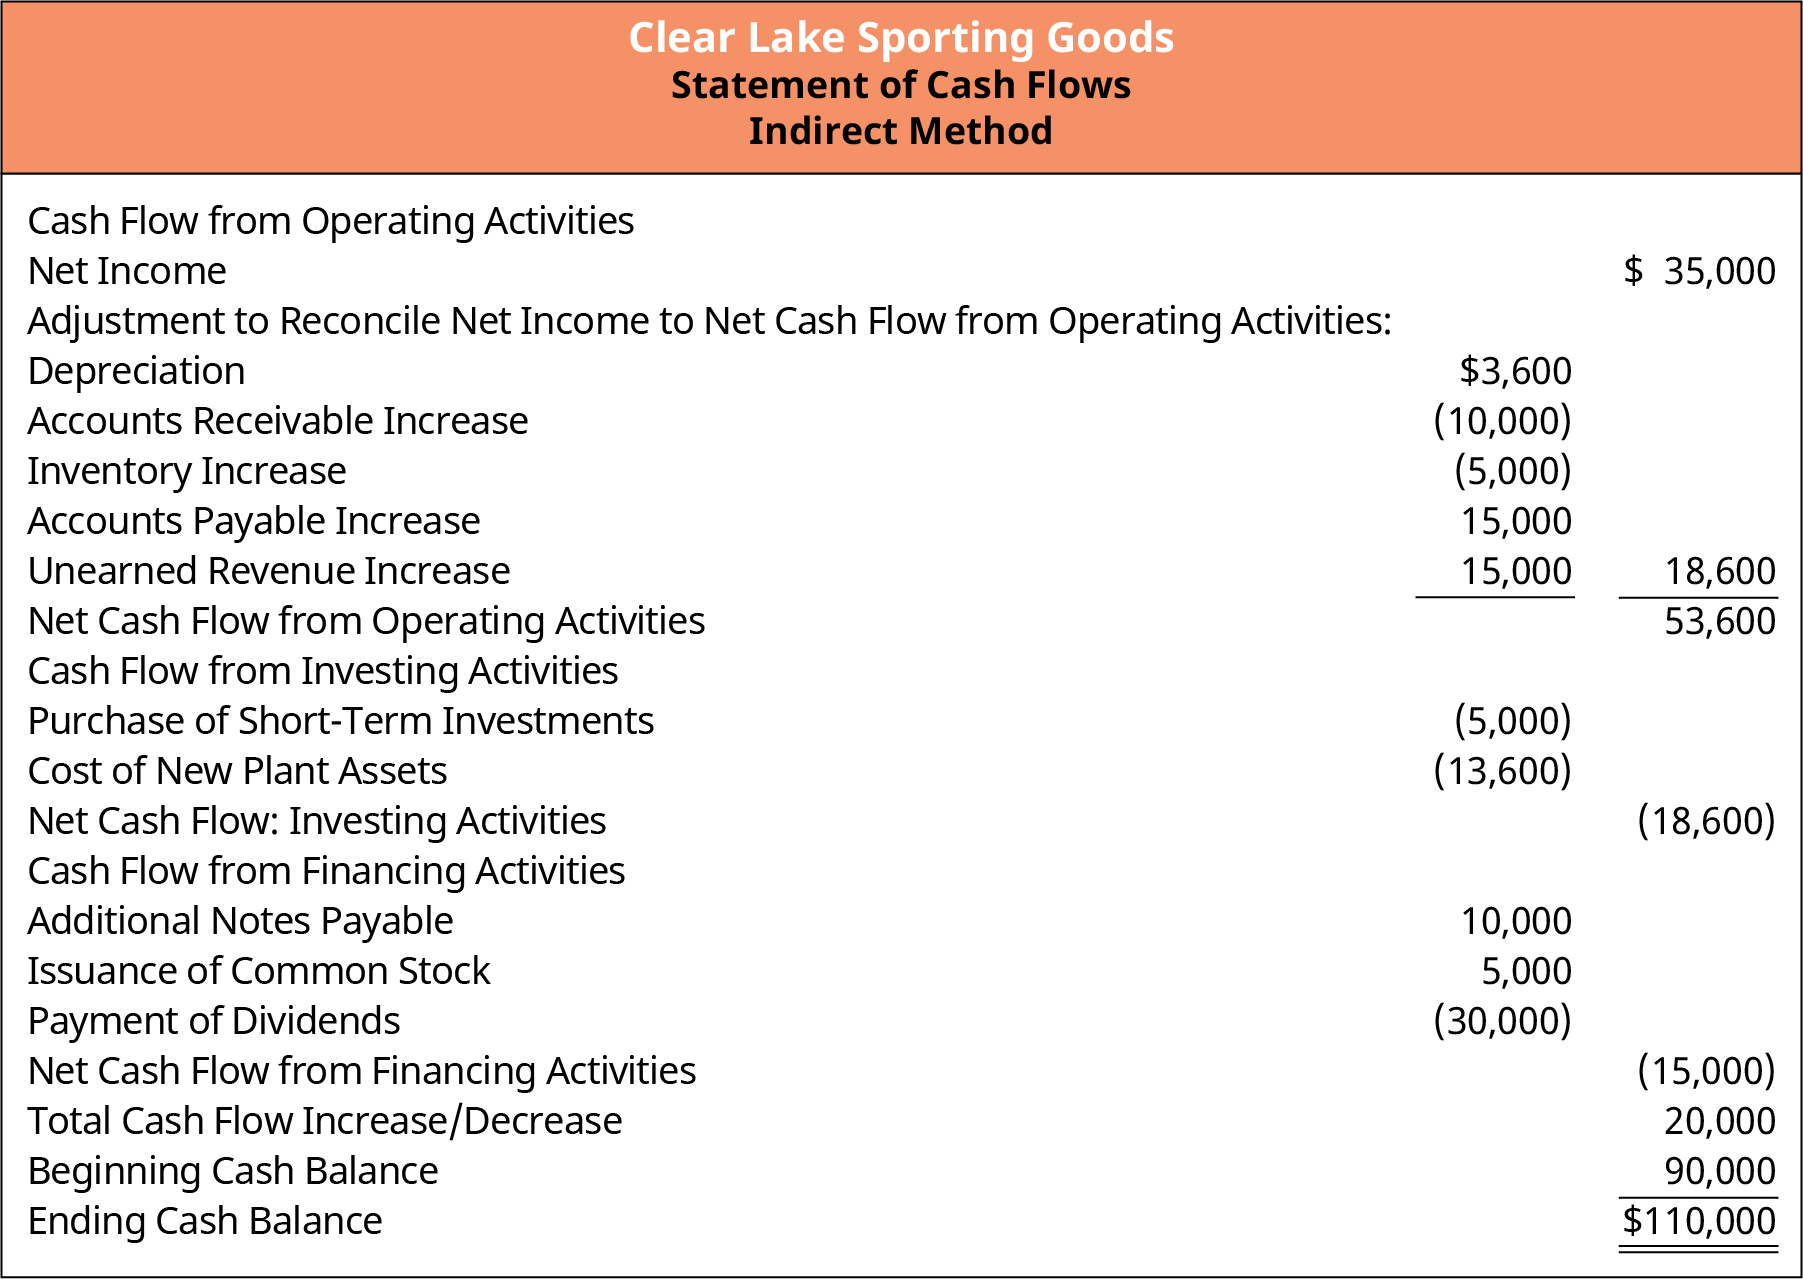 Clear Lake Sporting Goods
Statement of Cash Flows
Indirect Method
Cash Flow from Operating Activities
Net Income $ 35,000
Adjustment to Reconcile Net Income to Net Cash Flow from Operating Activities:
Depreciation $3,600
Accounts Receivable Increase (10,000)
Inventory Increase (5,000)
Accounts Payable Increase 15,000
Unearned Revenue Increase 15,000 18,600
Net Cash Flow from Operating Activities 53,600
Cash Flow from Investing Activities
Purchase of Short-Term Investments (5,000)
Cost of New Plant Assets (13,600)
Net Cash Flow: Investing Activities (18,600)
Cash Flow from Financing Activities
Additional Notes Payable 10,000
Issuance of Common Stock 5,000
Payment of Dividends (30,000)
Net Cash Flow from Financing Activities (15,000)
Total Cash Flow Increase/Decrease 20,000
Beginning Cash Balance 90,000
Ending Cash Balance $110,000